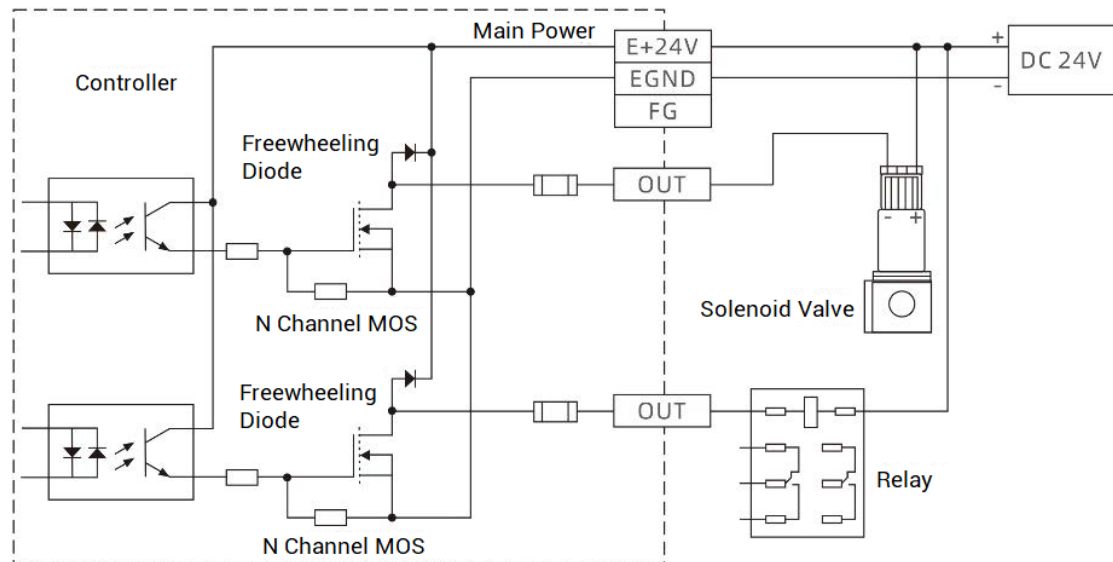 Main Power
E+24V
+
DC 24V
EGND
-
Controller
FG
Freewheeling
Diode
OUT
- +
Solenoid Valve
N Channel MOS
Freewheeling
Diode
OUT
Relay
N Channel MOS